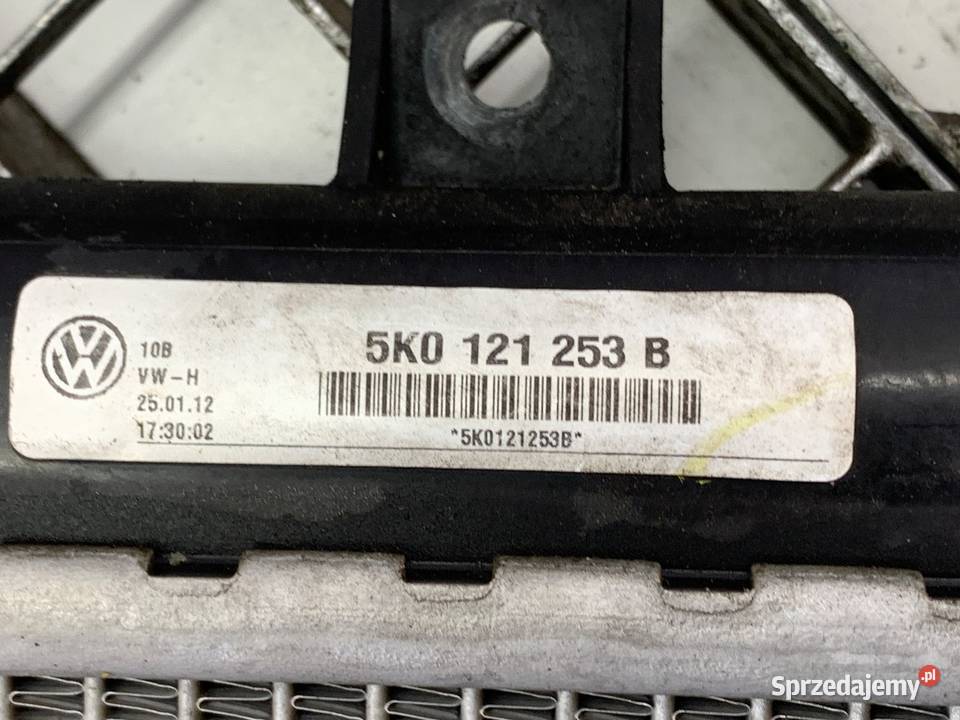 5K0 121 253 B
10B
VW-H
25.01.12
17:30:02
*5K0121253B*
Sprzedajemy.pl